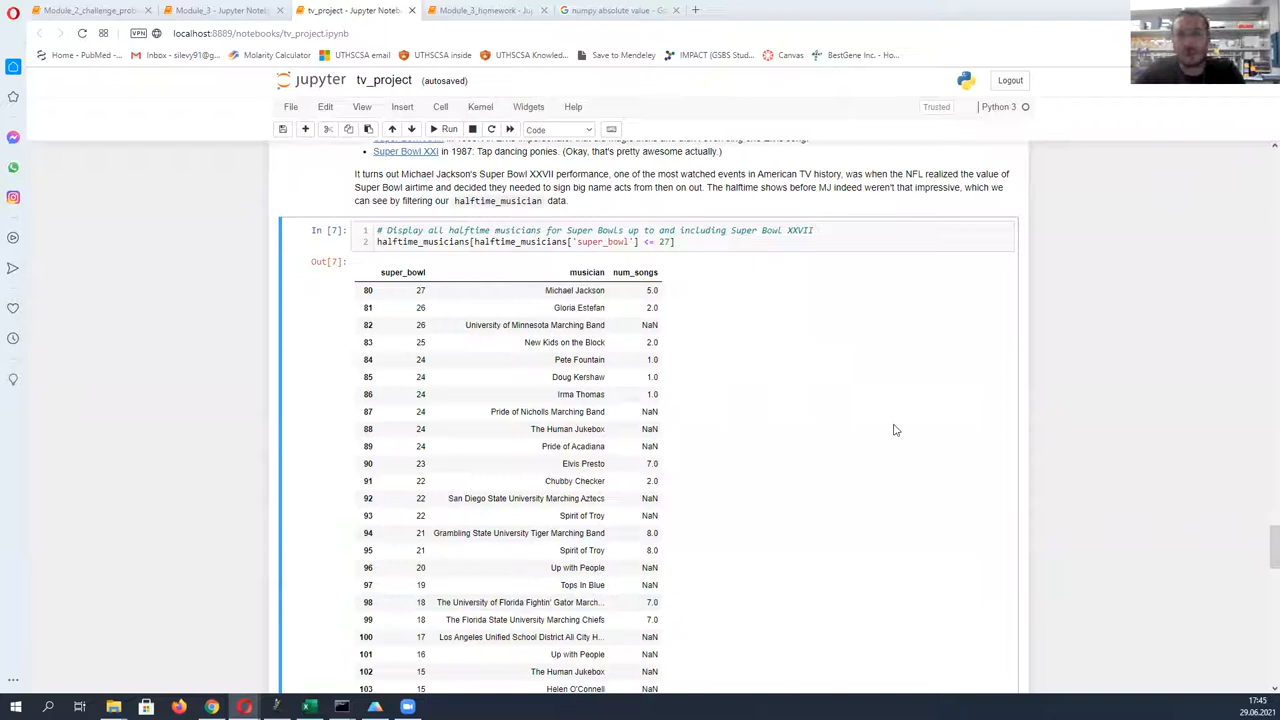 Module_2_challenge_prob
Module_3 - Jupyter Notel
tv_project - Jupyter Notebook
Module_3_homework - Ju
numpy absolute value - Go
VPN
localhost:8889/notebooks/tv_project.ipynb
Home - PubMed -
Inbox - silevy91@gmail
Molarity Calculator
UTHSCSA email
UTHSCSA Insiste
UTHSCSA Knowled...
Save to Mendeley
IMPACT (GSBS Stud...
Canvas
BestGene Inc. - Ho...
jupyter tv_project (autosaved)
Logout
File Edit View Insert Cell Kernel Widgets Help
Trusted
Python 3
Run
Code
Super Bowl XXI in 1987: Tap dancing ponies. (Okay, that's pretty awesome actually.)
It turns out Michael Jackson's Super Bowl XXVII performance, one of the most watched events in American TV history, was when the NFL realized the value of
Super Bowl airtime and decided they needed to sign big name acts from then on out. The halftime shows before MJ indeed weren't that impressive, which we
can see by filtering our halftime_musician data.
In [7]:
1 # Display all halftime musicians for Super Bowls up to and including Super Bowl XXVII
2 halftime_musicians[halftime_musicians['super_bowl'] <= 27]
Out[7]:
super_bowl musician num_songs
80 27 Michael Jackson 5.0
81 26 Gloria Estefan 2.0
82 26 University of Minnesota Marching Band NaN
83 25 New Kids on the Block 2.0
84 24 Pete Fountain 1.0
85 24 Doug Kershaw 1.0
86 24 Irma Thomas 1.0
87 24 Pride of Nicholls Marching Band NaN
88 24 The Human Jukebox NaN
89 24 Pride of Acadiana NaN
90 23 Elvis Presto 7.0
91 22 Chubby Checker 2.0
92 22 San Diego State University Marching Aztecs NaN
93 22 Spirit of Troy NaN
94 21 Grambling State University Tiger Marching Band 8.0
95 21 Spirit of Troy 8.0
96 20 Up with People NaN
97 19 Tops In Blue NaN
98 18 The University of Florida Fightin' Gator March... 7.0
99 18 The Florida State University Marching Chiefs 7.0
100 17 Los Angeles Unified School District All City H... NaN
101 16 Up with People NaN
102 15 The Human Jukebox NaN
103 15 Helen O'Connell NaN
17:45
29.06.2021